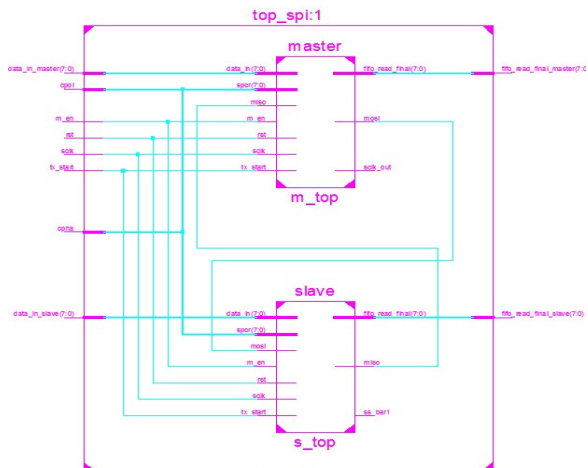 top_spi:1
master
data_in_master(7:0)
data_in(7:0)
fifo_read_final(7:0)
fifo_read_final_master(7:0)
cpol
spcr(7:0)
miso
m_en
m_en
mosi
rst
rst
sclk
sclk
tx_start
tx_start
sclk_out
m_top
cpha
slave
data_in_slave(7:0)
data_in(7:0)
fifo_read_final(7:0)
fifo_read_final_slave(7:0)
spcr(7:0)
mosi
m_en
miso
rst
sclk
tx_start
ss_bar1
s_top